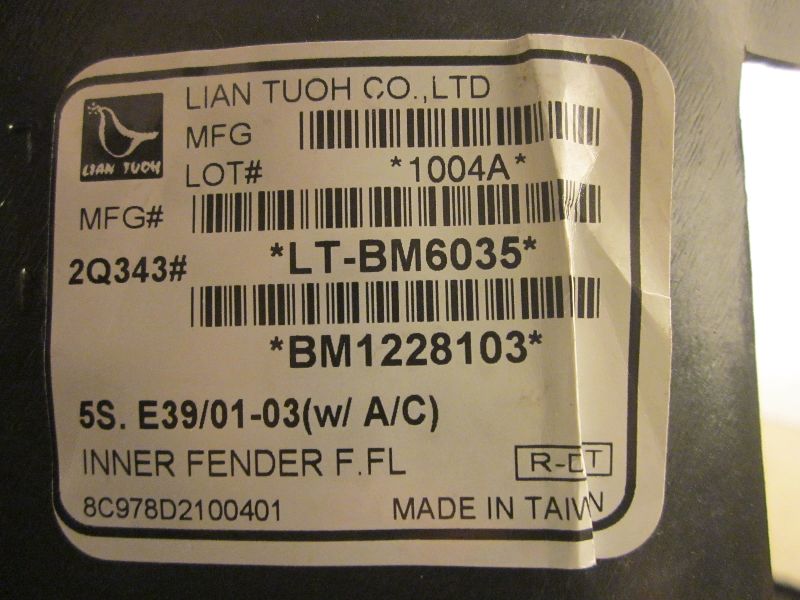 LIAN TUOH CO.,LTD
LIAN TUOH
MFG
LOT# *1004A*
MFG#
2Q343# *LT-BM6035*
*BM1228103*
5S. E39/01-03(w/ A/C)
INNER FENDER F.FL
8C978D2100401 MADE IN TAIWN